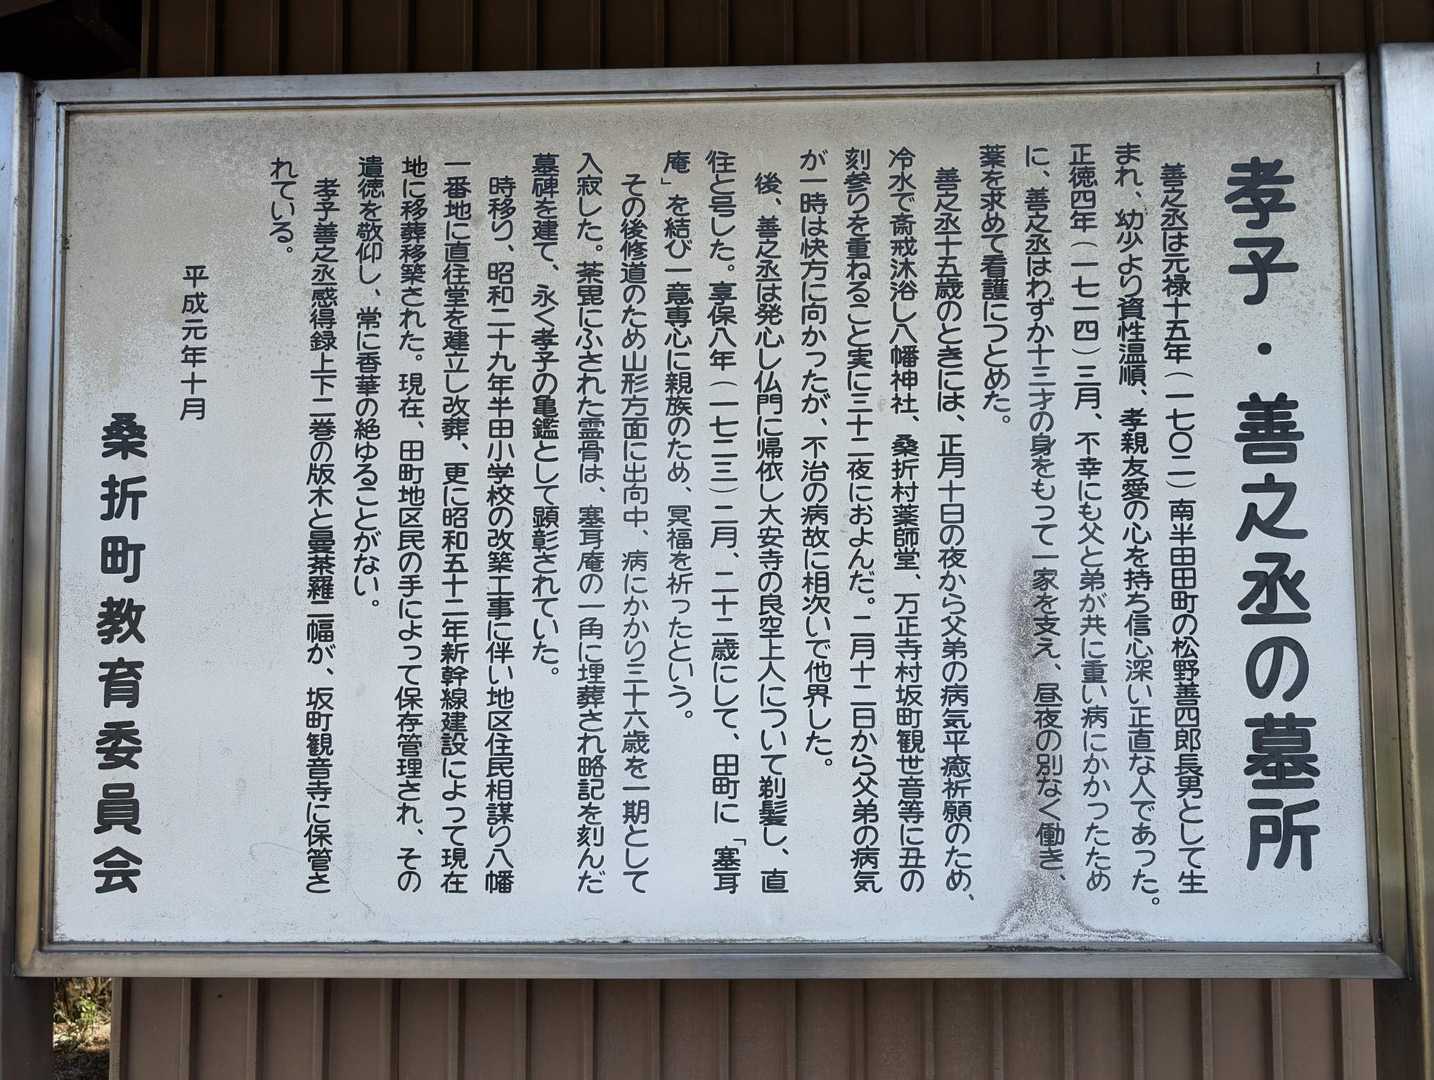 孝子・善之丞の墓所
善之丞は元禄十五年(一七〇二)南半田田町の松野善四郎長男として生
まれ、幼少より資性温順、孝親友愛の心を持ち信心深い正直な人であった。
正徳四年(一七一四)三月、不幸にも父と弟が共に重い病にかかったため
に、善之丞はわずか十三才の身をもって一家を支え、昼夜の別なく働き、
薬を求めて看護につとめた。
善之丞十五歳のときには、正月十日の夜から父弟の病気平癒祈願のため、
冷水で斎戒沐浴し八幡神社、桑折村薬師堂、万正寺村坂町観世音等に丑の
刻参りを重ねること実に三十二夜におよんだ。二月十二日から父弟の病気
が一時は快方に向かったが、不治の病故に相次いで他界した。
後、善之丞は発心し仏門に帰依し大安寺の良空上人について剃髪し、直
往と号した。享保八年(一七二三)二月、二十二歳にして、田町に「塞耳
庵」を結び一意専心に親族のため、冥福を祈ったという。
その後修道のため山形方面に出向中、病にかかり三十六歳を一期として
入寂した。荼毘にふされた霊骨は、塞耳庵の一角に埋葬され略記を刻んだ
墓碑を建て、永く孝子の亀鑑として顕彰されていた。
時移り、昭和二十九年半田小学校の改築工事に伴い地区住民相謀り八幡
一番地に直往堂を建立し改葬、更に昭和五十二年新幹線建設によって現在
地に移葬移築された。現在、田町地区民の手によって保存管理され、その
遺徳を敬仰し、常に香華の絶ゆることがない。
孝子善之丞感得録上下二巻の版木と曼荼羅二幅が、坂町観音寺に保管さ
れている。
平成元年十月
桑折町教育委員会